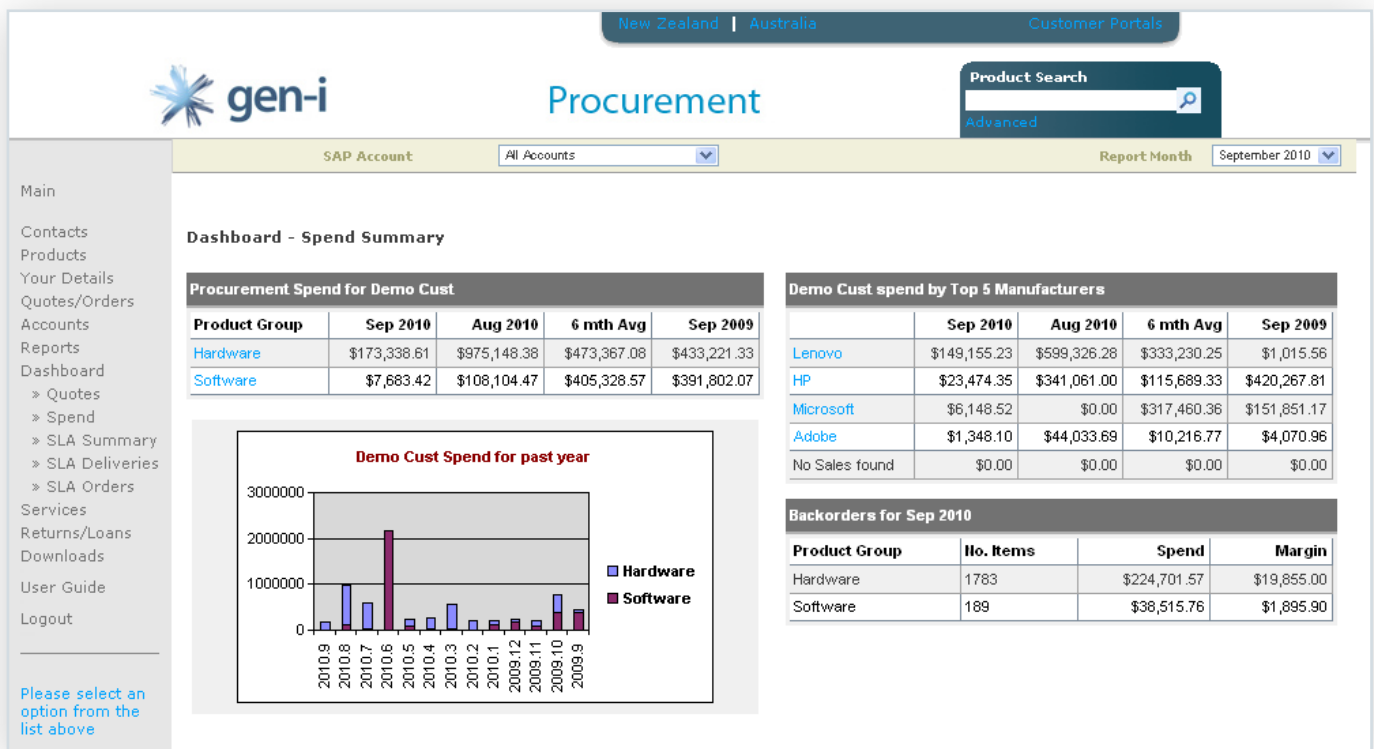 New Zealand | Australia Customer Portals
gen-i
Procurement
Product Search
Advanced
SAP Account All Accounts Report Month September 2010
Main
Contacts
Products
Your Details
Quotes/Orders
Accounts
Reports
Dashboard
» Quotes
» Spend
» SLA Summary
» SLA Deliveries
» SLA Orders
Services
Returns/Loans
Downloads
User Guide
Logout
Please select an
option from the
list above
Dashboard - Spend Summary
Procurement Spend for Demo Cust
Product Group Sep 2010 Aug 2010 6 mth Avg Sep 2009
Hardware $173,338.61 $975,148.38 $473,367.08 $433,221.33
Software $7,683.42 $108,104.47 $405,328.57 $391,802.07
Demo Cust Spend for past year
3000000
2000000
1000000
0
2010.9 2010.8 2010.7 2010.6 2010.5 2010.4 2010.3 2010.2 2010.1 2009.12 2009.11 2009.10 2009.9
Hardware
Software
Demo Cust spend by Top 5 Manufacturers
Sep 2010 Aug 2010 6 mth Avg Sep 2009
Lenovo $149,155.23 $599,326.28 $333,230.25 $1,015.56
HP $23,474.35 $341,061.00 $115,689.33 $420,267.81
Microsoft $6,148.52 $0.00 $317,460.36 $151,851.17
Adobe $1,348.10 $44,033.69 $10,216.77 $4,070.96
No Sales found $0.00 $0.00 $0.00 $0.00
Backorders for Sep 2010
Product Group No. Items Spend Margin
Hardware 1783 $224,701.57 $19,855.00
Software 189 $38,515.76 $1,895.90